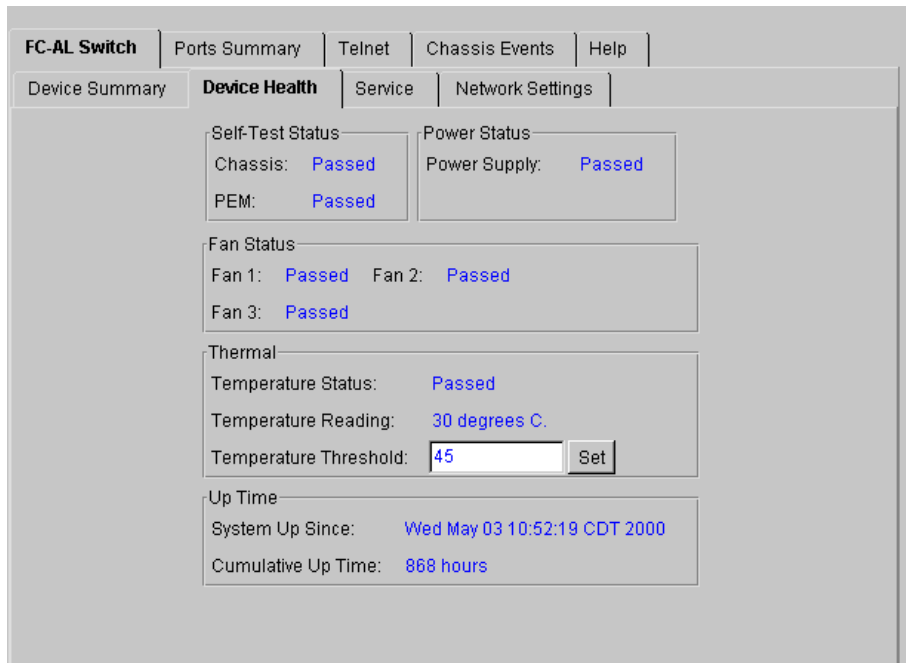 FC-AL Switch Ports Summary Telnet Chassis Events Help
Device Summary Device Health Service Network Settings
Self-Test Status Power Status
Chassis: Passed Power Supply: Passed
PEM: Passed
Fan Status
Fan 1: Passed Fan 2: Passed
Fan 3: Passed
Thermal
Temperature Status: Passed
Temperature Reading: 30 degrees C.
Temperature Threshold: 45 Set
Up Time
System Up Since: Wed May 03 10:52:19 CDT 2000
Cumulative Up Time: 868 hours